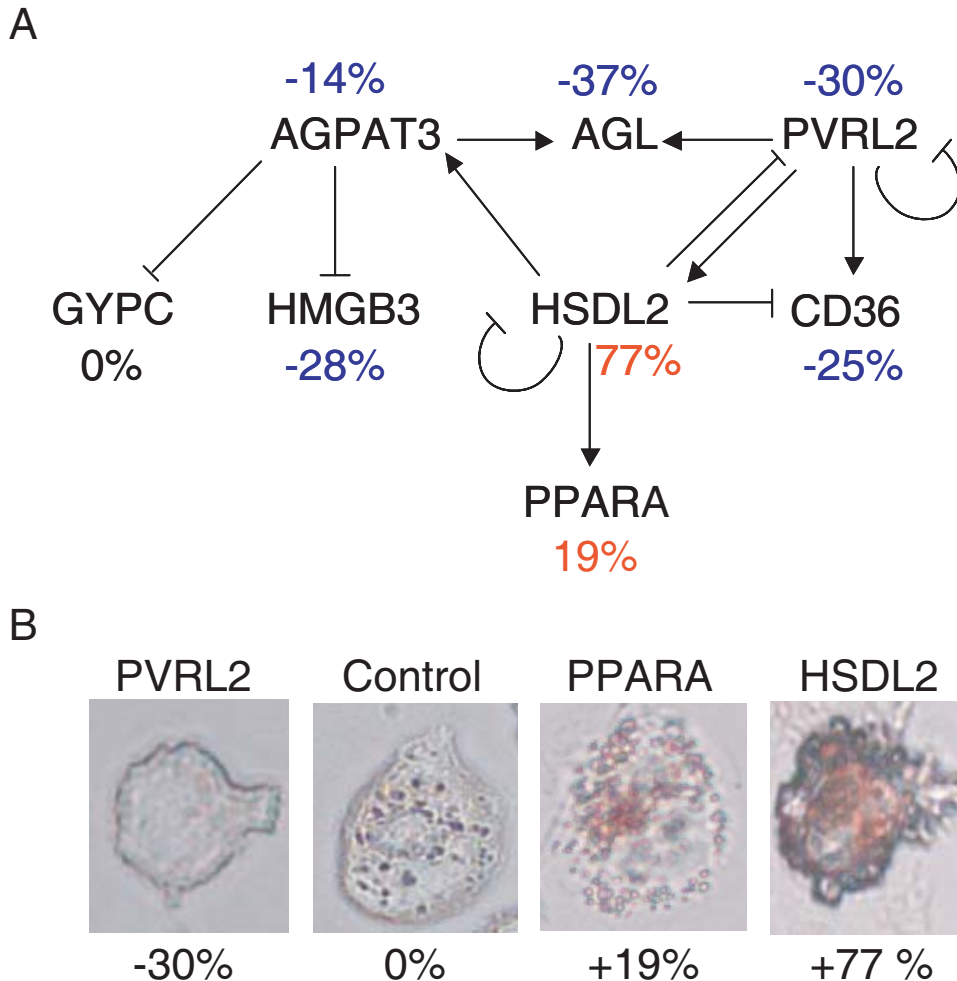 A
-14% -37% -30%
AGPAT3 AGL PVRL2
GYPC HMGB3 HSDL2 CD36
0% -28% 77% -25%
PPARA
19%
B
PVRL2 Control PPARA HSDL2
-30% 0% +19% +77 %